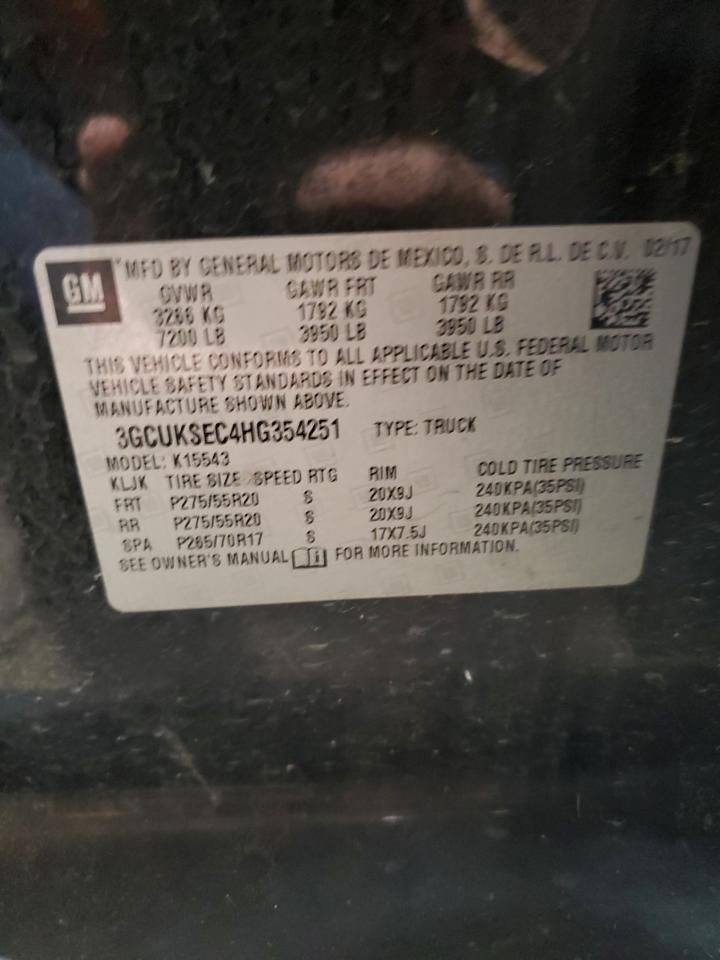 GM
MFD BY GENERAL MOTORS DE MEXICO, S. DE R.L. DE C.V. 02/17
GVWR GAWR FRT GAWR RR
3266 KG 1792 KG 1792 KG
7200 LB 3950 LB 3950 LB
THIS VEHICLE CONFORMS TO ALL APPLICABLE U.S. FEDERAL MOTOR
VEHICLE SAFETY STANDARDS IN EFFECT ON THE DATE OF
MANUFACTURE SHOWN ABOVE.
3GCUKSEC4HG354251 TYPE: TRUCK
MODEL: K15543
KLJK TIRE SIZE SPEED RTG RIM COLD TIRE PRESSURE
FRT P275/55R20 S 20X9J 240KPA(35PSI)
RR P275/55R20 S 20X9J 240KPA(35PSI)
SPA P265/70R17 S 17X7.5J 240KPA(35PSI)
SEE OWNER'S MANUAL FOR MORE INFORMATION.